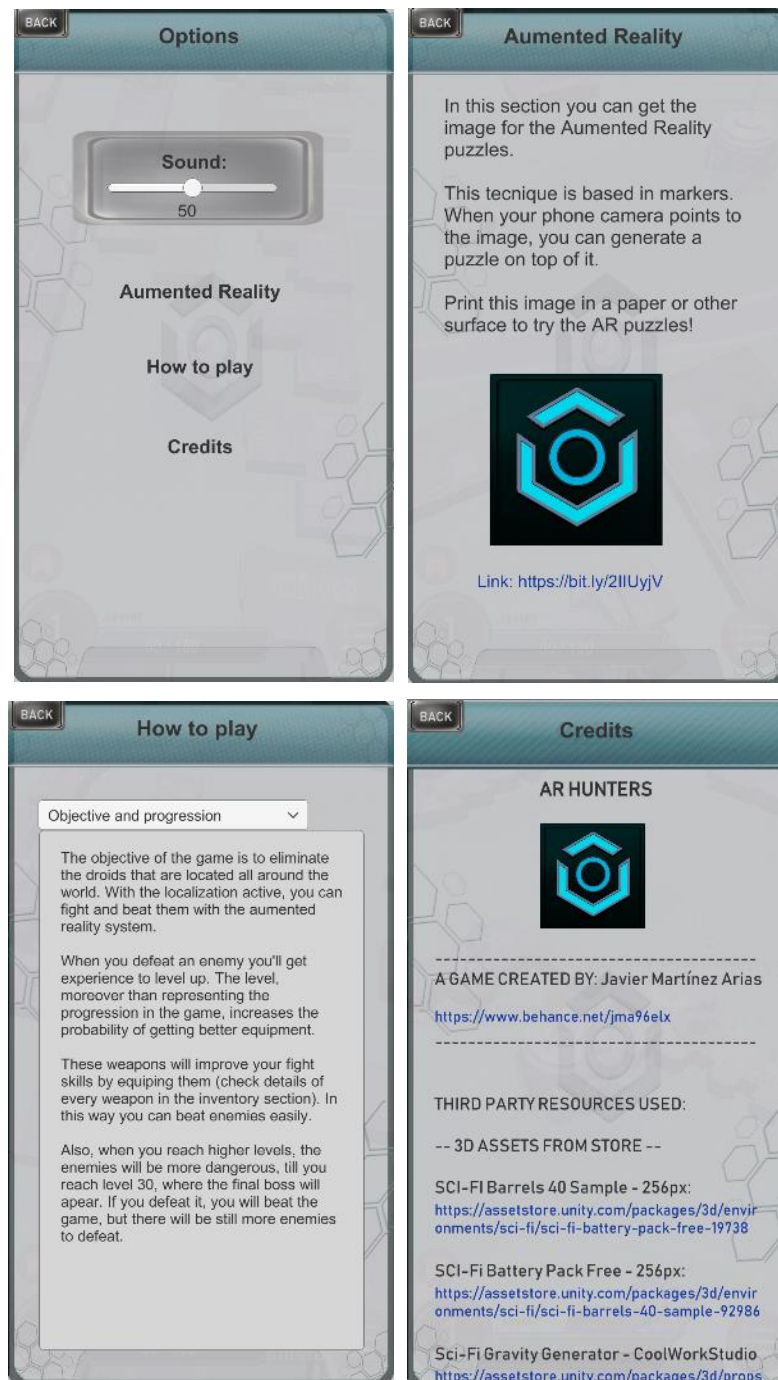 BACK
Options
Sound:
50
Aumented Reality
How to play
Credits
BACK
Aumented Reality
In this section you can get the
image for the Aumented Reality
puzzles.
This tecnique is based in markers.
When your phone camera points to
the image, you can generate a
puzzle on top of it.
Print this image in a paper or other
surface to try the AR puzzles!
Link: https://bit.ly/2IIUyjV
BACK
How to play
Objective and progression
The objective of the game is to eliminate
the droids that are located all around the
world. With the localization active, you can
fight and beat them with the aumented
reality system.
When you defeat an enemy you'll get
experience to level up. The level,
moreover than representing the
progression in the game, increases the
probability of getting better equipment.
These weapons will improve your fight
skills by equiping them (check details of
every weapon in the inventory section). In
this way you can beat enemies easily.
Also, when you reach higher levels, the
enemies will be more dangerous, till you
reach level 30, where the final boss will
apear. If you defeat it, you will beat the
game, but there will be still more enemies
to defeat.
BACK
Credits
AR HUNTERS
----------------------------------------
A GAME CREATED BY: Javier Martínez Arias
https://www.behance.net/jma96elx
----------------------------------------
THIRD PARTY RESOURCES USED:
-- 3D ASSETS FROM STORE --
SCI-FI Barrels 40 Sample - 256px:
https://assetstore.unity.com/packages/3d/envir
onments/sci-fi/sci-fi-battery-pack-free-19738
SCI-Fi Battery Pack Free - 256px:
https://assetstore.unity.com/packages/3d/envir
onments/sci-fi/sci-fi-barrels-40-sample-92986
Sci-Fi Gravity Generator - CoolWorkStudio
https://assetstore.unity.com/packages/3d/props